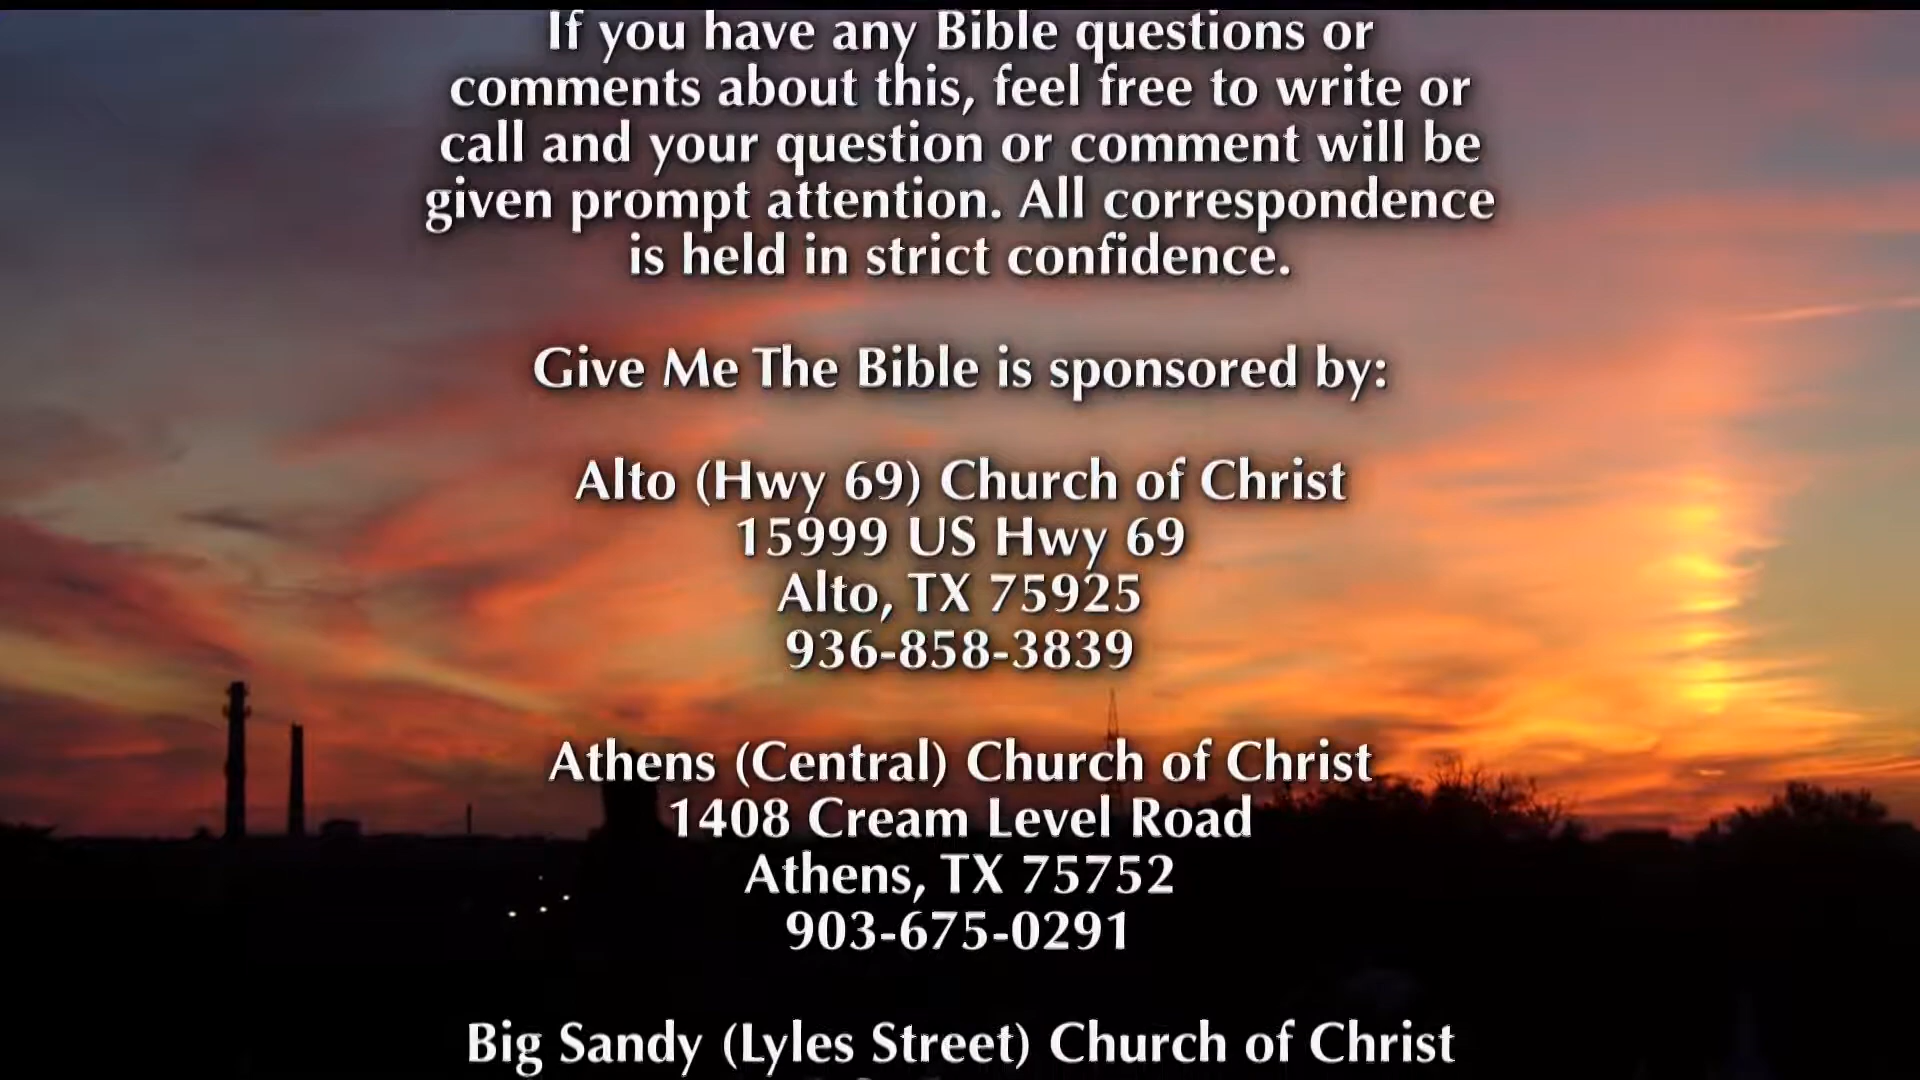 If you have any Bible questions or
comments about this, feel free to write or
call and your question or comment will be
given prompt attention. All correspondence
is held in strict confidence.
Give Me The Bible is sponsored by:
Alto (Hwy 69) Church of Christ
15999 US Hwy 69
Alto, TX 75925
936-858-3839
Athens (Central) Church of Christ
1408 Cream Level Road
Athens, TX 75752
903-675-0291
Big Sandy (Lyles Street) Church of Christ